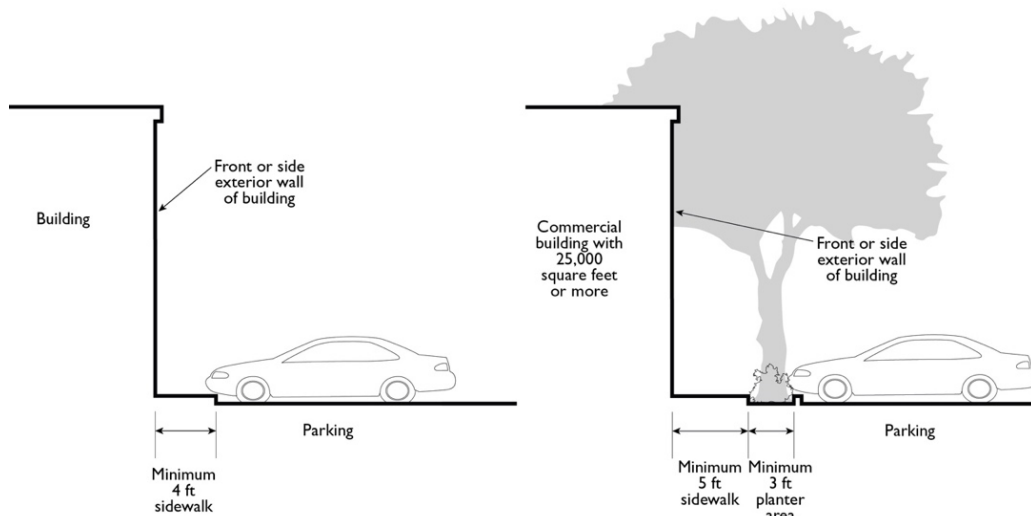 Front or side
exterior wall
of building
Building
Parking
Minimum
4 ft
sidewalk
Commercial
building with
25,000
square feet
or more
Front or side
exterior wall
of building
Parking
Minimum
5 ft
sidewalk
Minimum
3 ft
planter
area